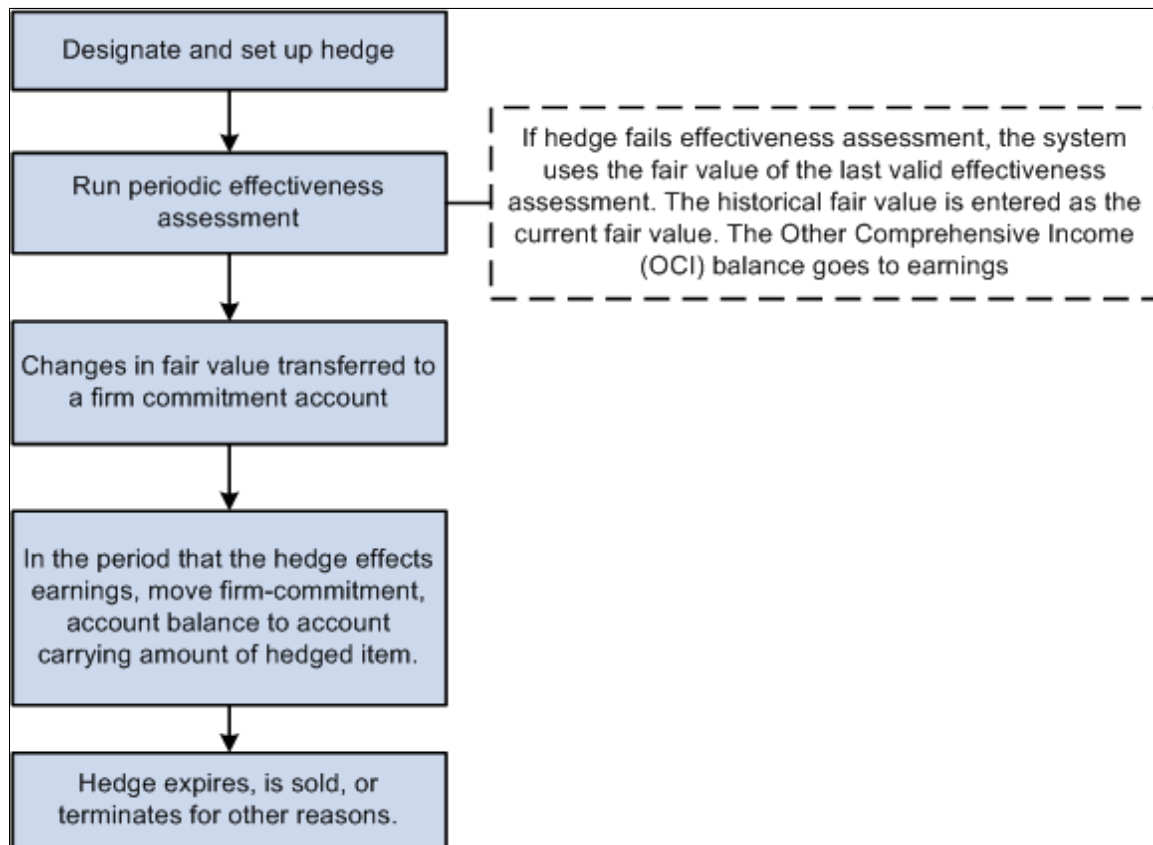 Designate and set up hedge
Run periodic effectiveness
assessment
If hedge fails effectiveness assessment, the system
uses the fair value of the last valid effectiveness
assessment. The historical fair value is entered as the
current fair value. The Other Comprehensive Income
(OCI) balance goes to earnings
Changes in fair value transferred to
a firm commitment account
In the period that the hedge effects
earnings, move firm-commitment,
account balance to account
carrying amount of hedged item.
Hedge expires, is sold, or
terminates for other reasons.